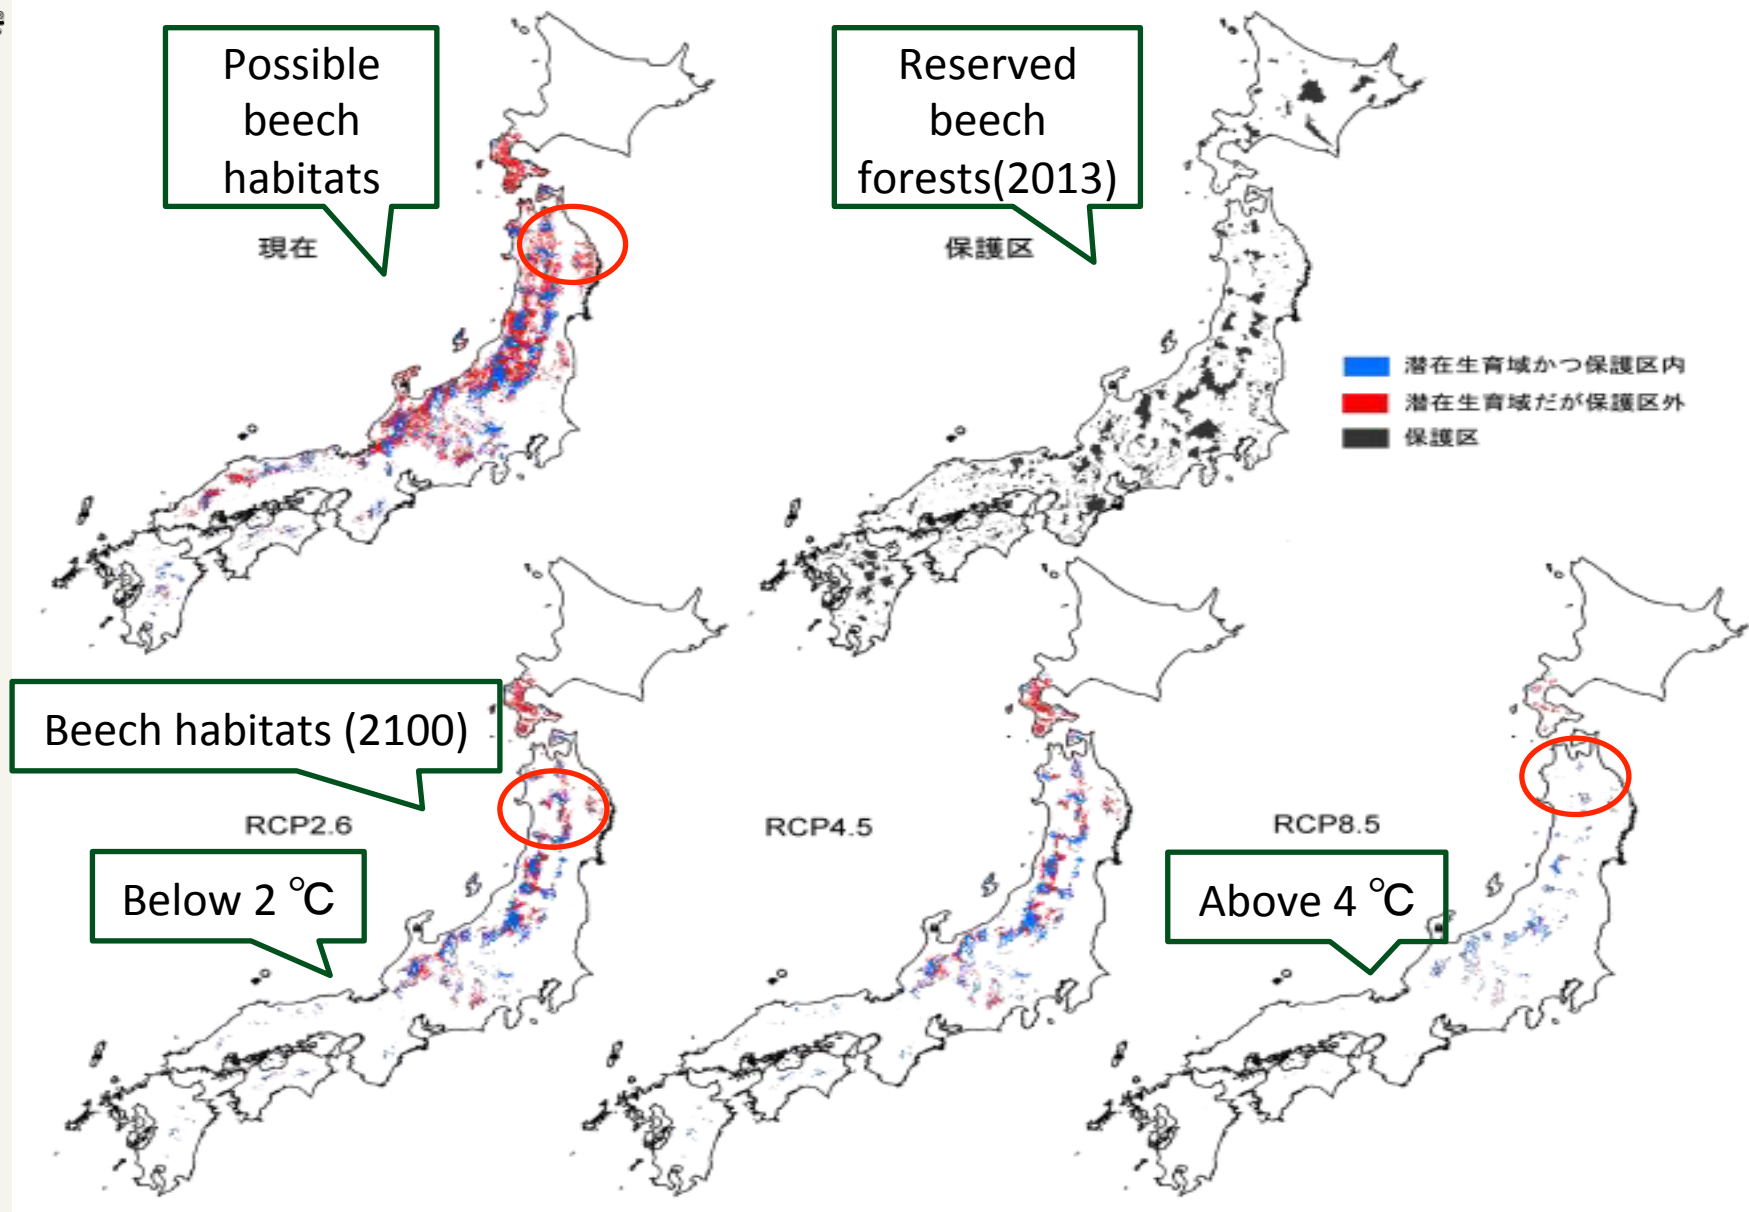 Possible
beech
habitats
現在
Reserved
beech
forests(2013)
保護区
潜在生育域かつ保護区内
潜在生育域だが保護区外
保護区
Beech habitats (2100)
RCP2.6
Below 2 ℃
RCP4.5
RCP8.5
Above 4 ℃